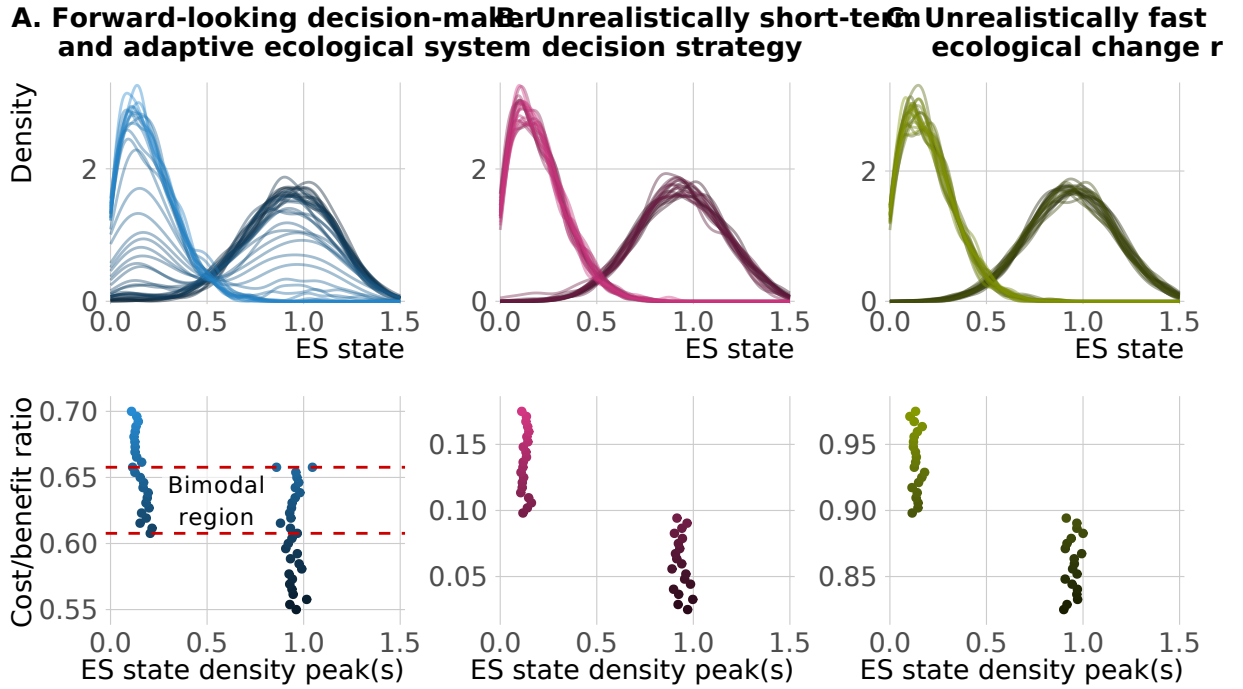 A. Forward-looking decision-maker
and adaptive ecological system
B. Unrealistically short-term
decision strategy
C. Unrealistically fast
ecological change r
Density
2
0
0.0 0.5 1.0 1.5
ES state
2
0
0.0 0.5 1.0 1.5
ES state
2
0
0.0 0.5 1.0 1.5
ES state
Cost/benefit ratio
0.70
0.65
0.60
0.55
Bimodal
region
0.0 0.5 1.0 1.5
ES state density peak(s)
0.15
0.10
0.05
0.0 0.5 1.0 1.5
ES state density peak(s)
0.95
0.90
0.85
0.0 0.5 1.0 1.5
ES state density peak(s)